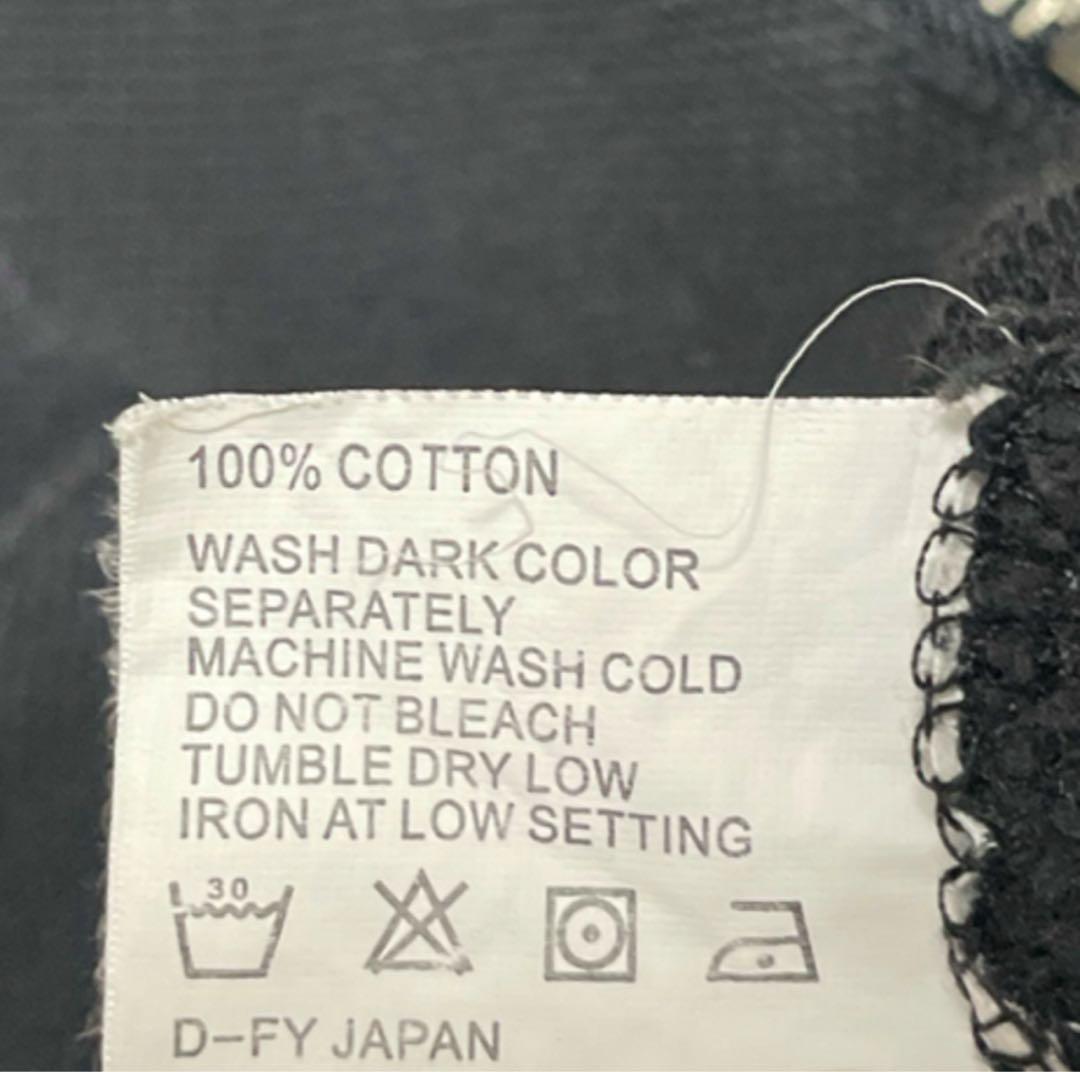 100% COTTON
WASH DARK COLOR
SEPARATELY
MACHINE WASH COLD
DO NOT BLEACH
TUMBLE DRY LOW
IRON AT LOW SETTING
30
D-FY JAPAN